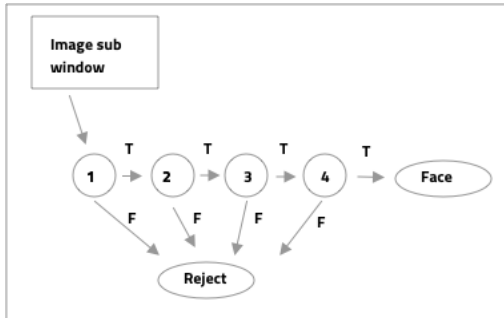 Image sub
window
T T T T
1 2 3 4 Face
F F F F
Reject